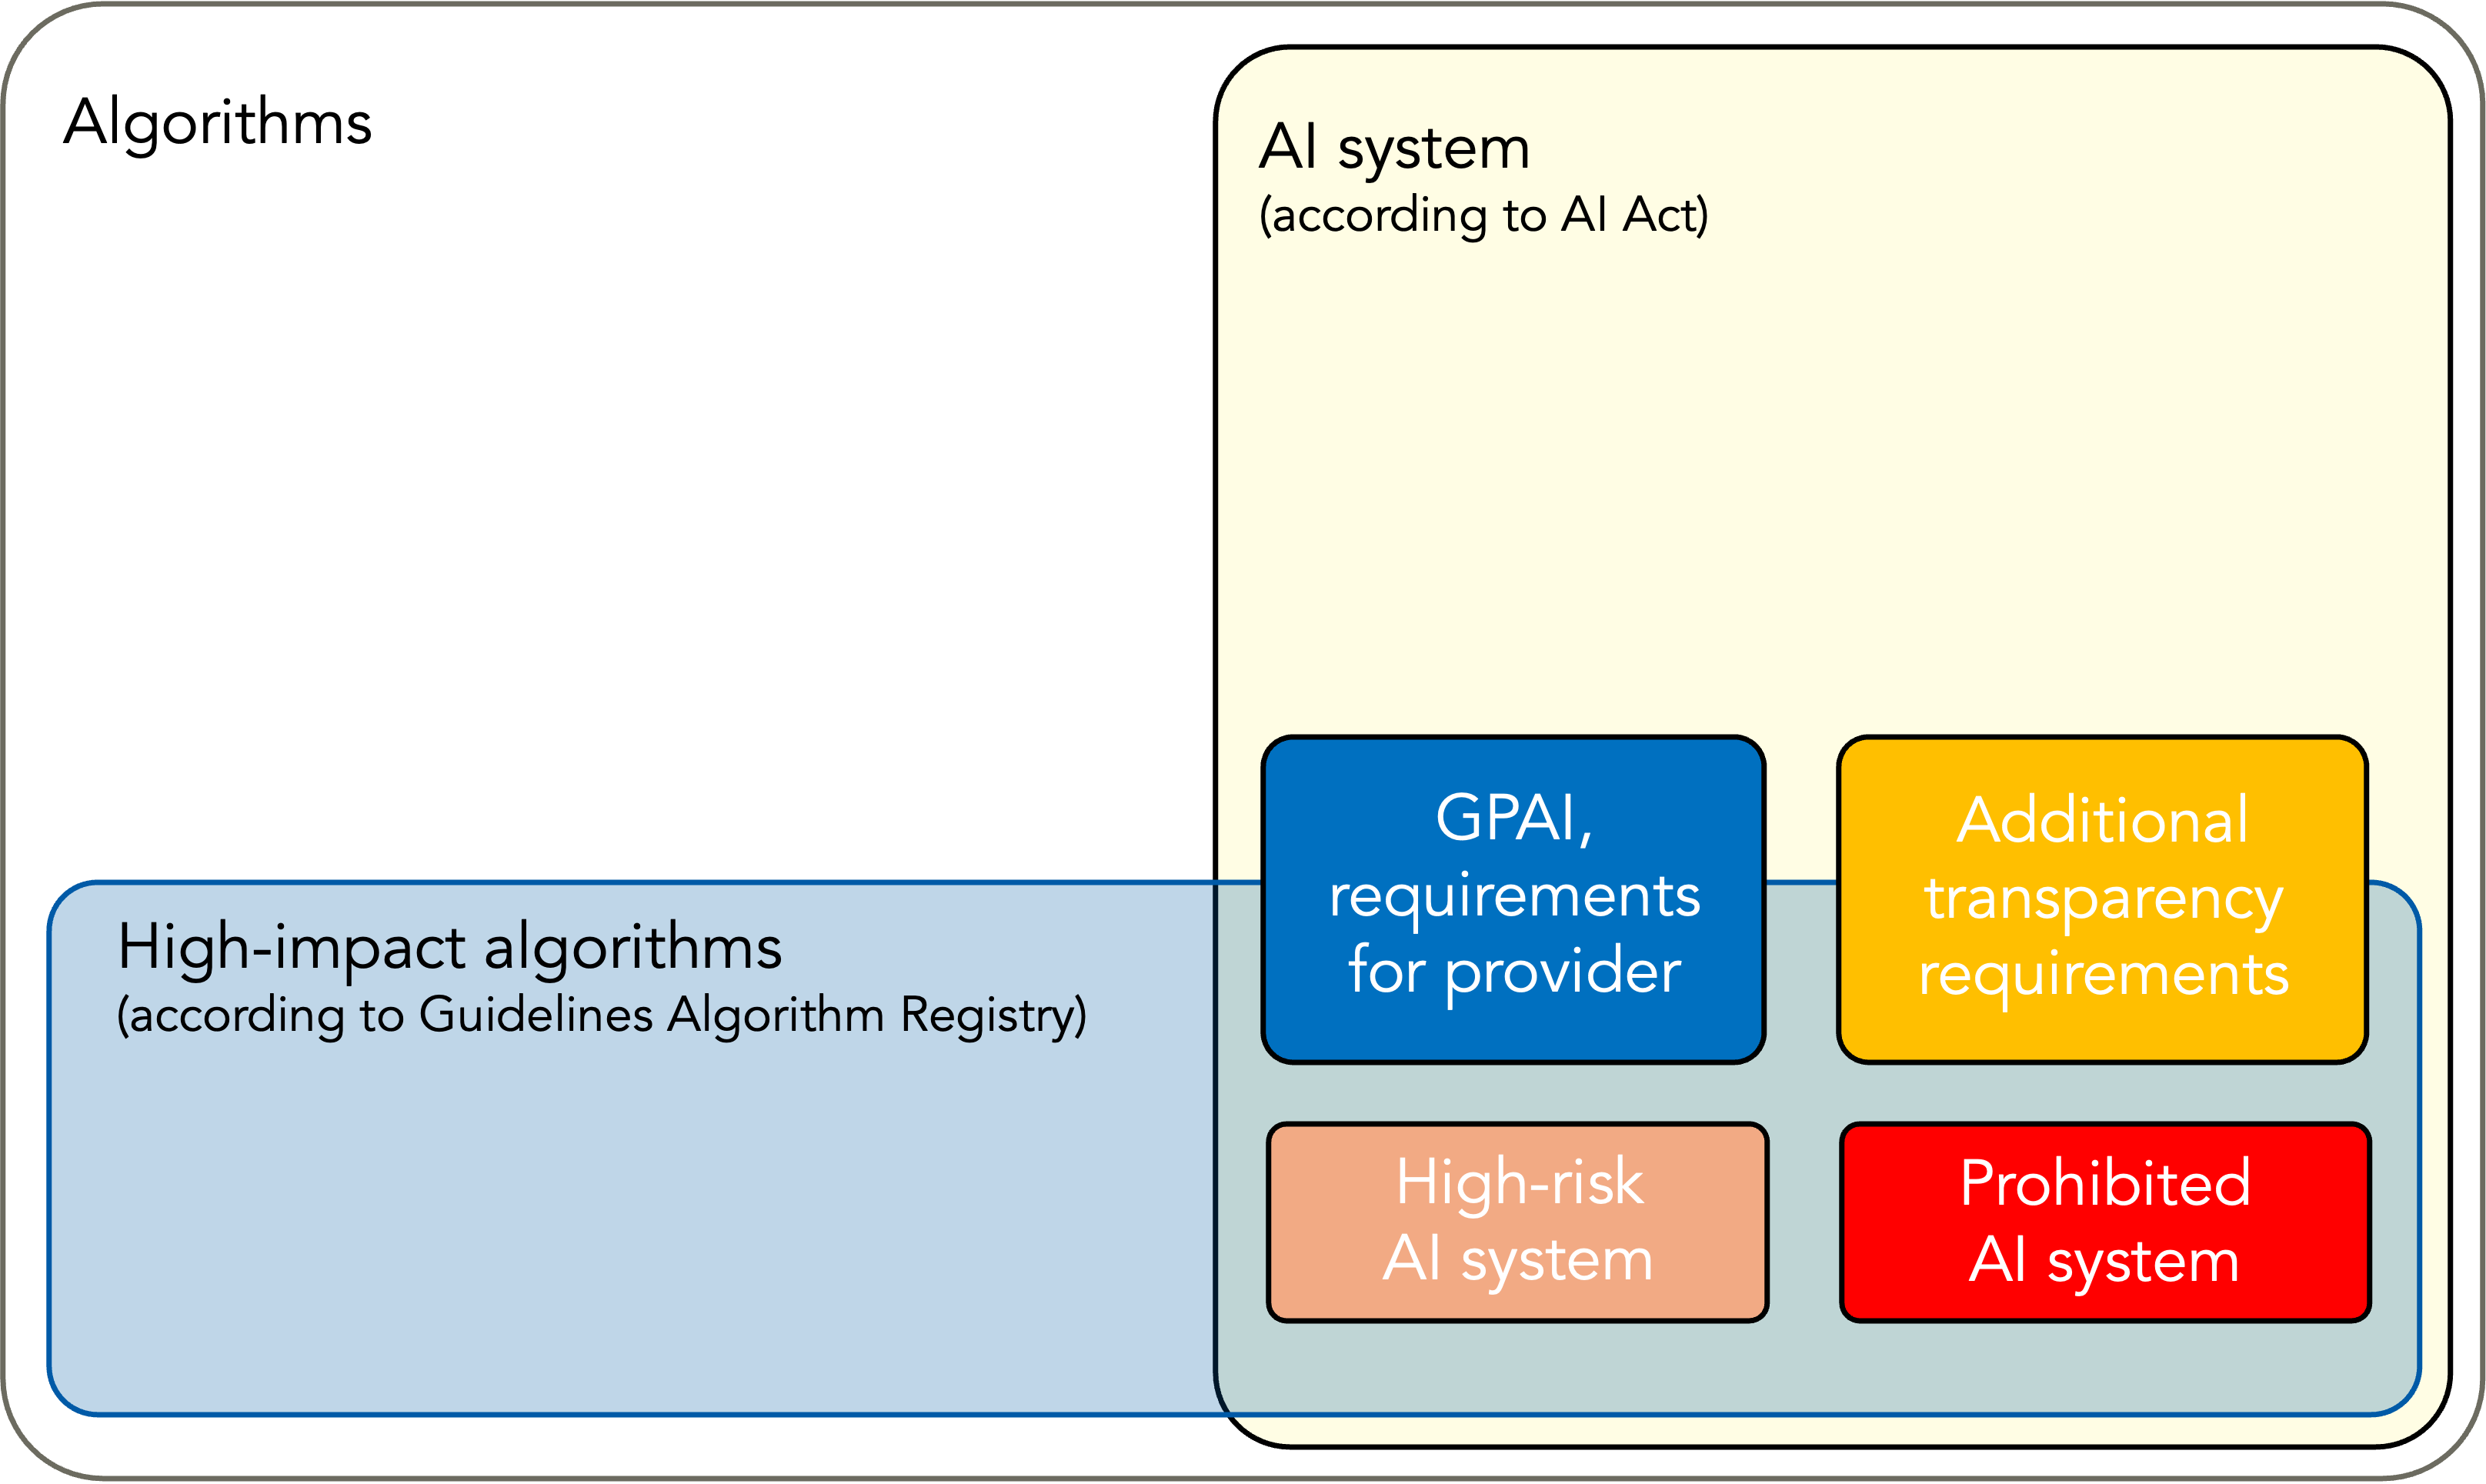 Algorithms
AI system
(according to AI Act)
GPAI,
requirements
for provider
Additional
transparency
requirements
High-impact algorithms
(according to Guidelines Algorithm Registry)
High-risk
AI system
Prohibited
AI system